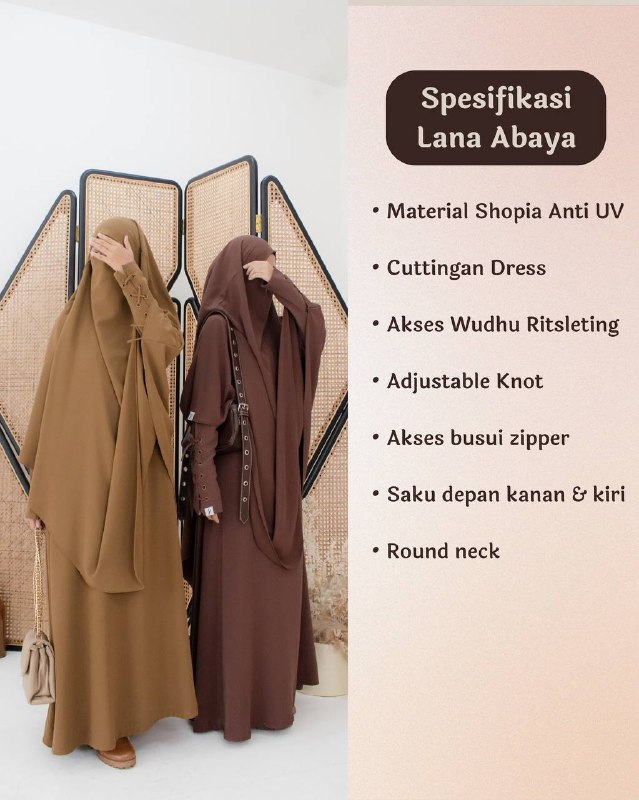 Spesifikasi
Lana Abaya
• Material Shopia Anti UV
• Cuttingan Dress
• Akses Wudhu Ritsleting
• Adjustable Knot
• Akses busui zipper
• Saku depan kanan & kiri
• Round neck